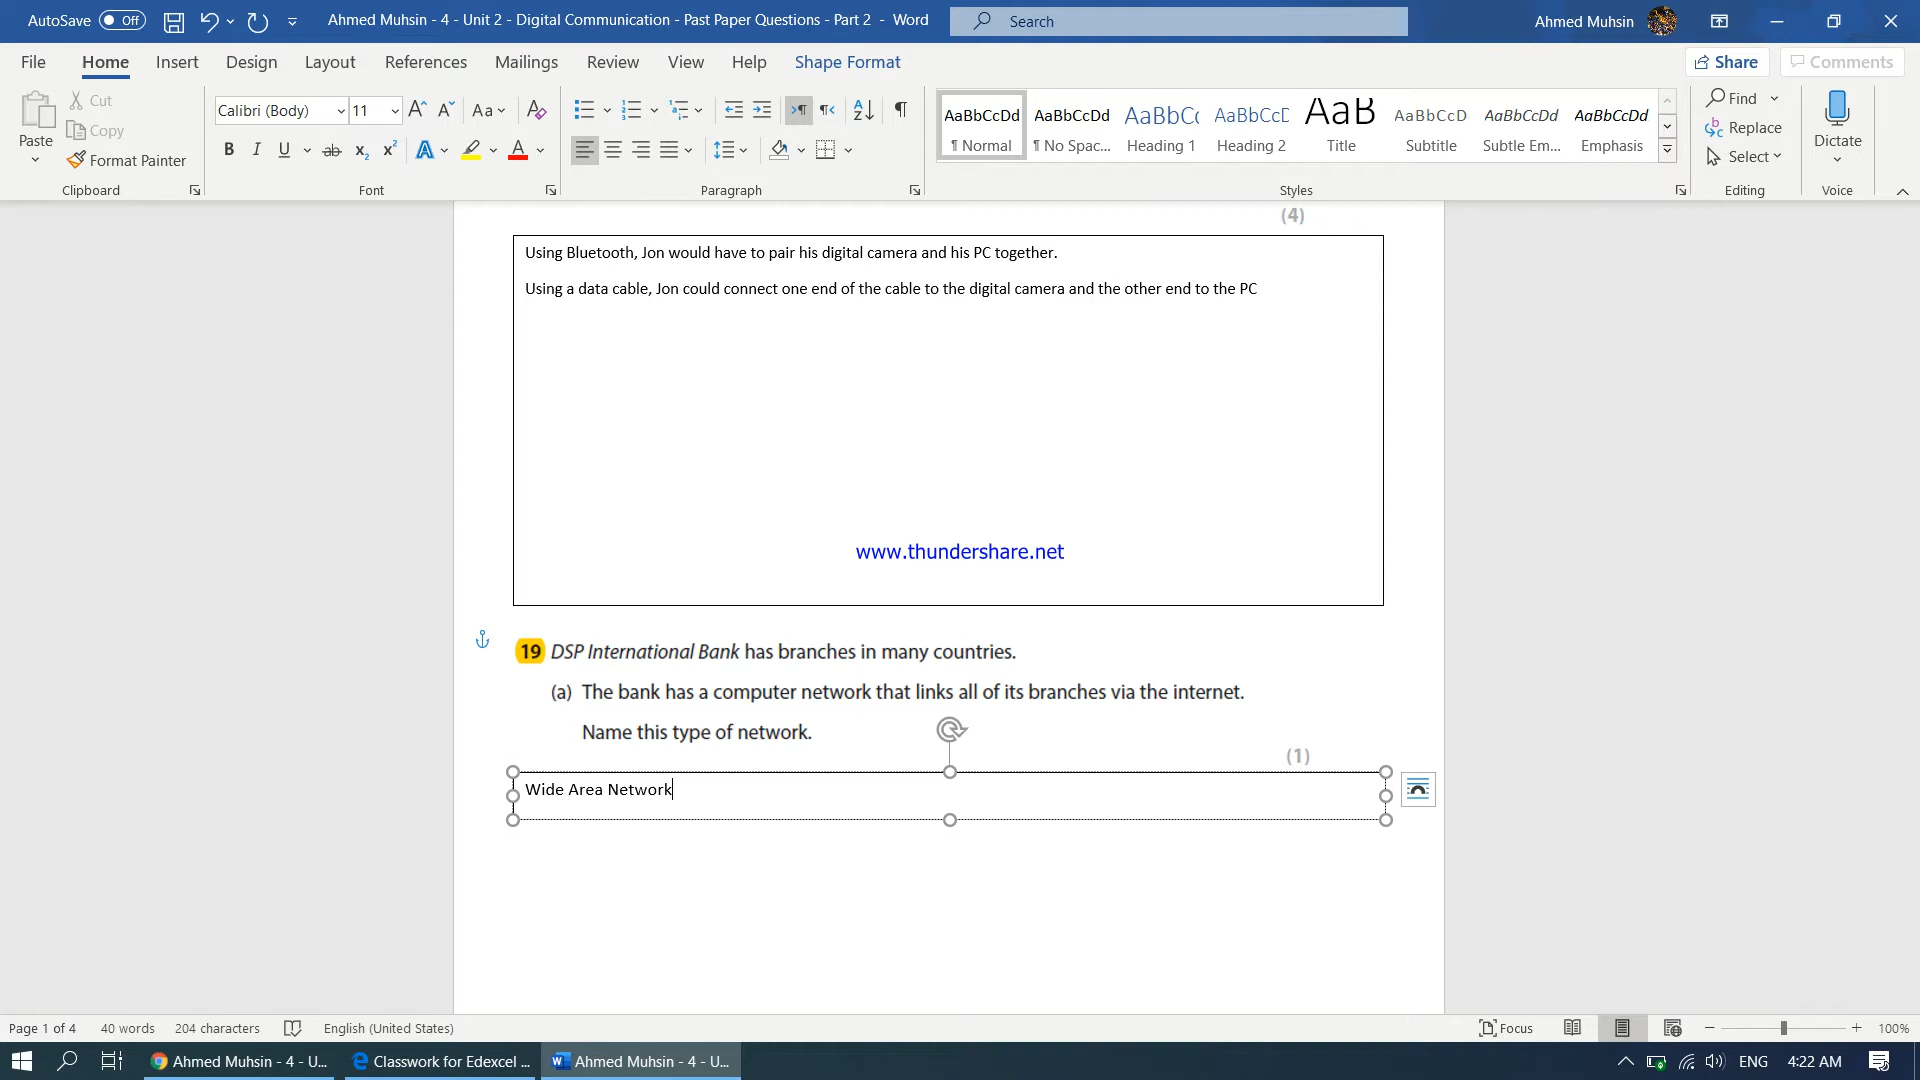 AutoSave Off
Ahmed Muhsin - 4 - Unit 2 - Digital Communication - Past Paper Questions - Part 2 - Word
Search
Ahmed Muhsin
File Home Insert Design Layout References Mailings Review View Help Shape Format
Share
Comments
Paste
Cut
Copy
Format Painter
Clipboard
Calibri (Body) 11
Font
Paragraph
AaBbCcDd ¶ Normal
AaBbCcDd ¶ No Spac...
AaBbCc Heading 1
AaBbCcE Heading 2
AaB Title
AaBbCcD Subtitle
AaBbCcDd Subtle Em...
AaBbCcDd Emphasis
Styles
Find
Replace
Select
Editing
Dictate
Voice
(4)
Using Bluetooth, Jon would have to pair his digital camera and his PC together.
Using a data cable, Jon could connect one end of the cable to the digital camera and the other end to the PC
www.thundershare.net
19 DSP International Bank has branches in many countries.
(a) The bank has a computer network that links all of its branches via the internet.
Name this type of network.
(1)
Wide Area Network
Page 1 of 4 40 words 204 characters English (United States)
Focus
100%
Ahmed Muhsin - 4 - U...
Classwork for Edexcel ...
Ahmed Muhsin - 4 - U...
ENG
4:22 AM